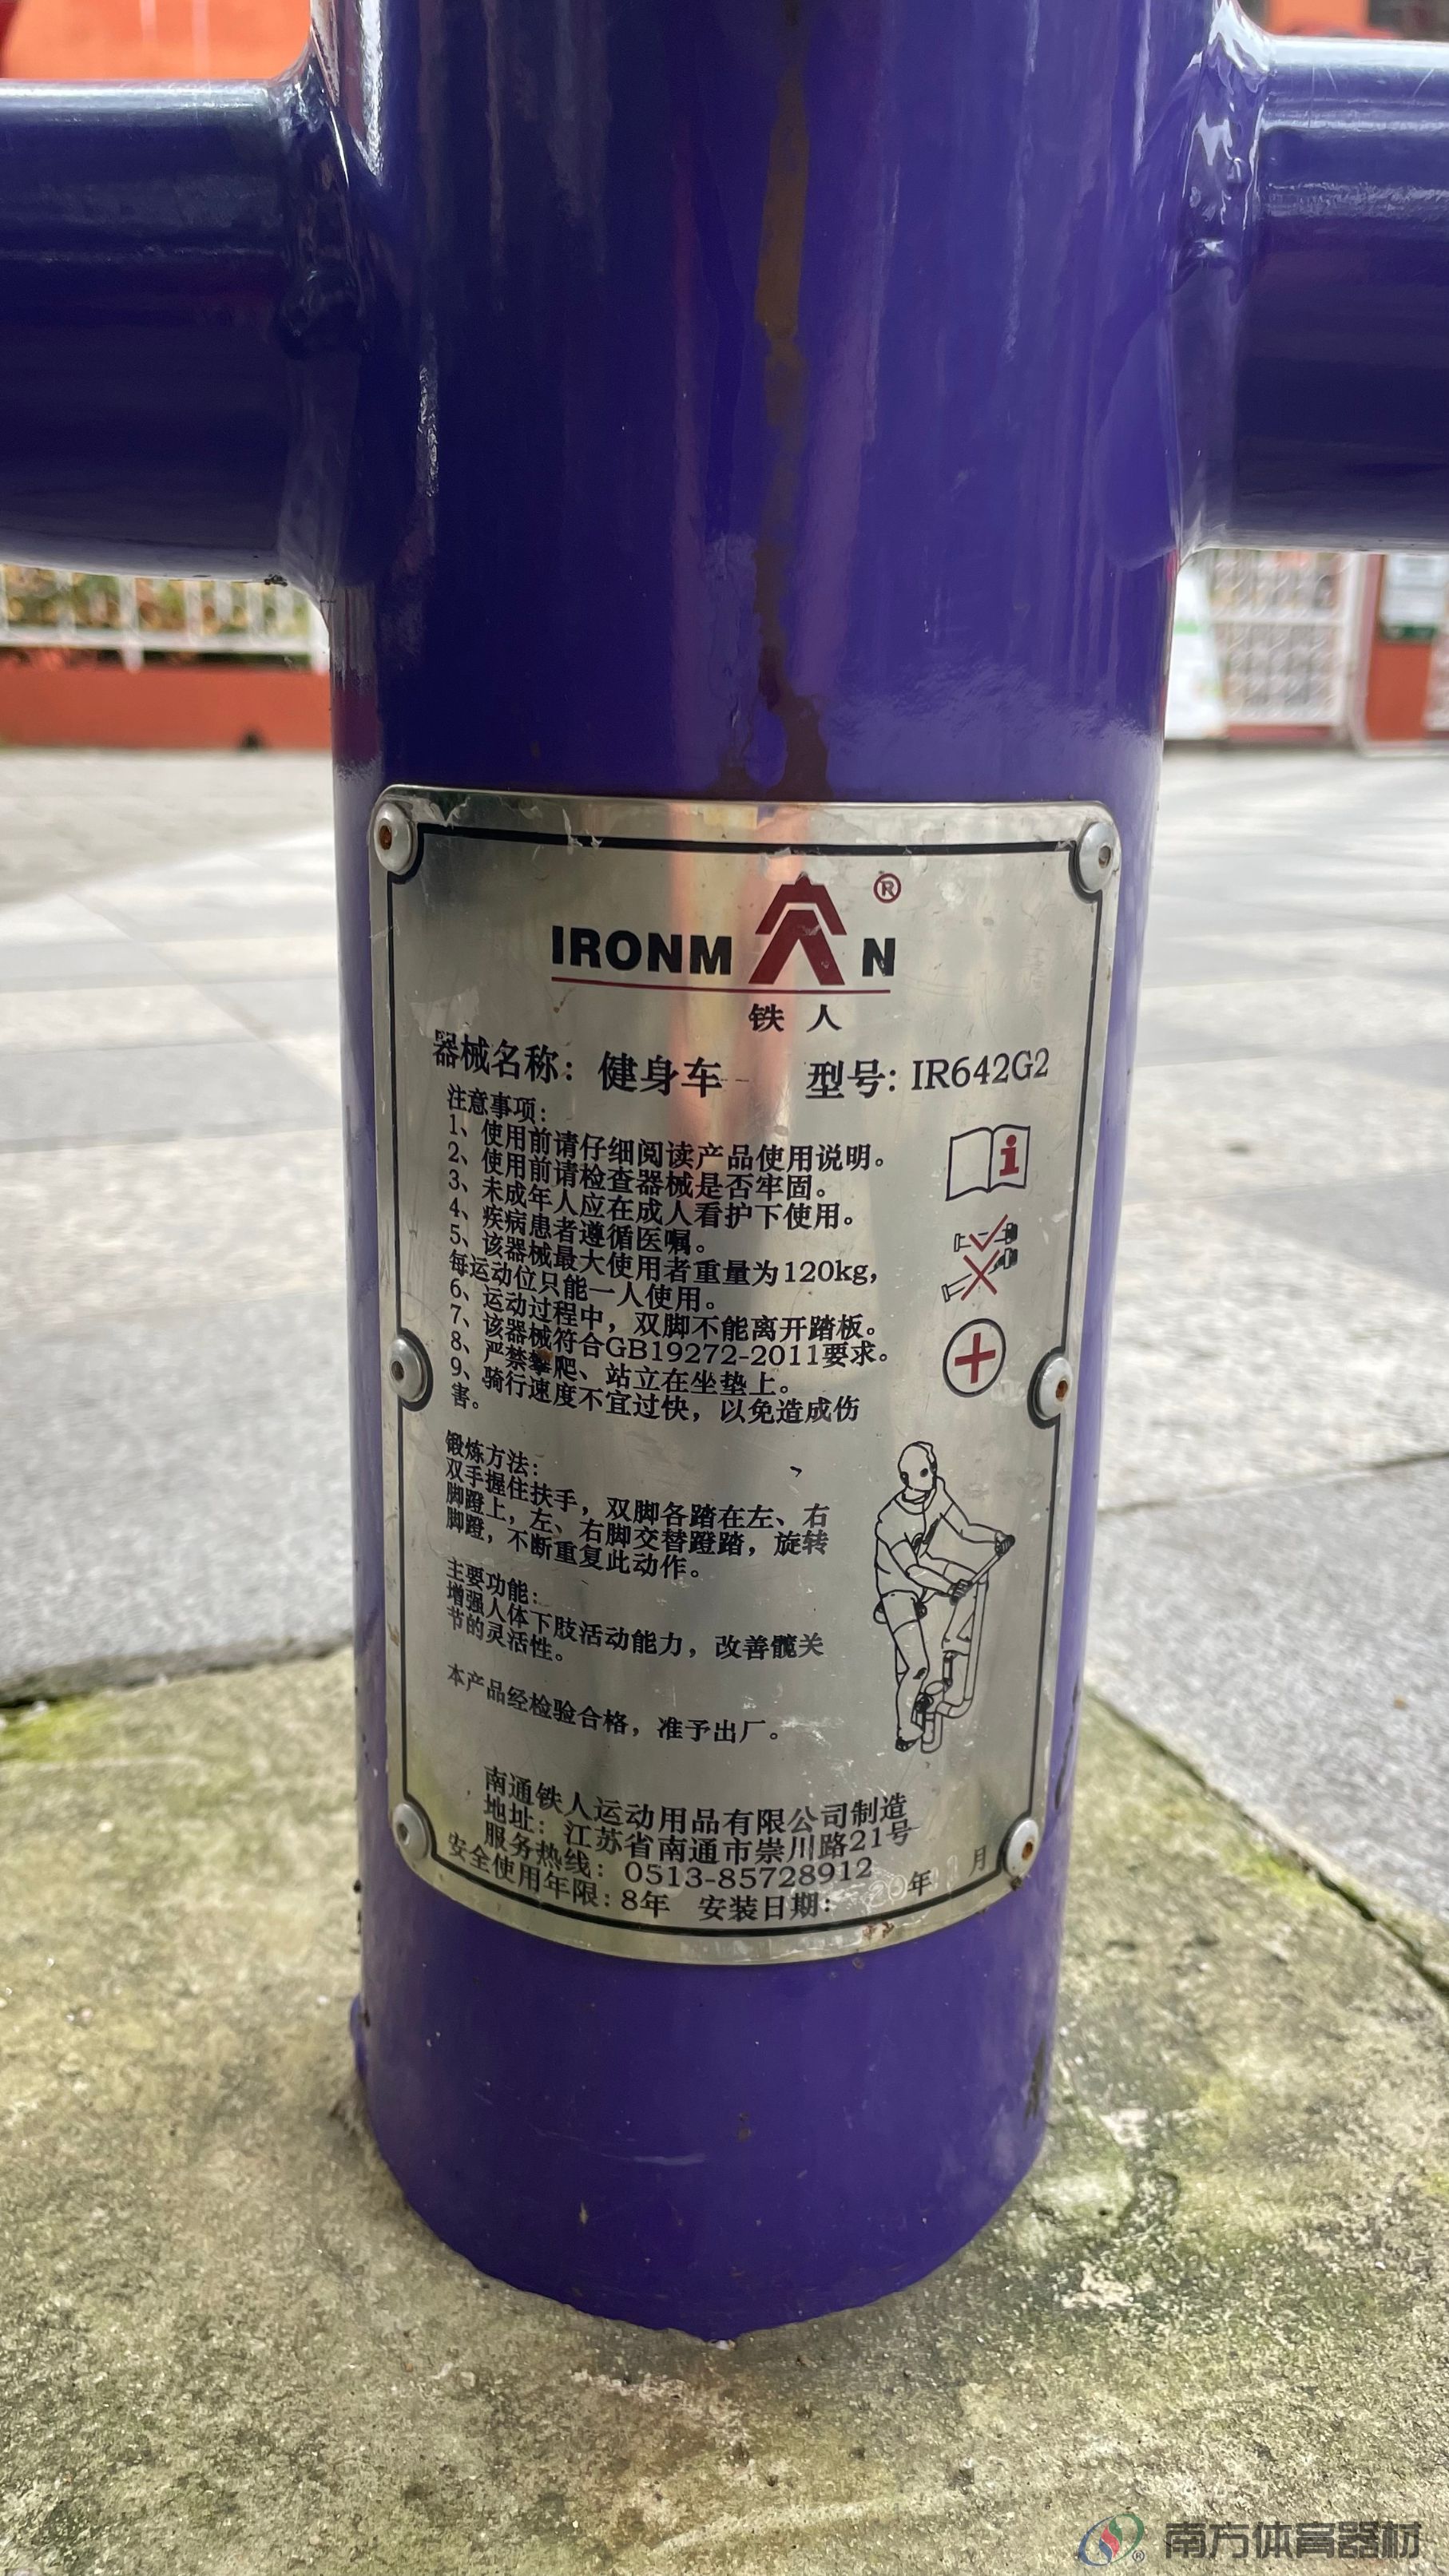 IRONMAN ®
铁人
器械名称：健身车 型号：IR642G2
注意事项：
1、使用前请仔细阅读产品使用说明。
2、使用前请检查器械是否牢固。
3、未成年人应在成人看护下使用。
4、疾病患者遵循医嘱。
5、该器械最大使用者重量为120kg，
每运动位只能一人使用。
6、运动过程中，双脚不能离开踏板。
7、该器械符合GB19272-2011要求。
8、严禁攀爬、站立在坐垫上。
9、骑行速度不宜过快，以免造成伤
害。
锻炼方法：
双手握住扶手，双脚各踏在左、右
脚蹬上，左、右脚交替蹬踏，旋转
脚蹬，不断重复此动作。
主要功能：
增强人体下肢活动能力，改善髋关
节的灵活性。
本产品经检验合格，准予出厂。
南通铁人运动用品有限公司制造
地址：江苏省南通市崇川路21号
服务热线：0513-85728912
安全使用年限：8年 安装日期： 年 月
南方体育器材